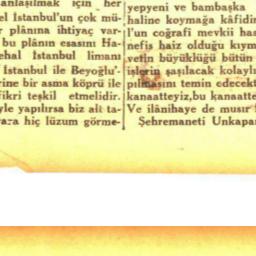 anlaşılmak için her
el İstanbul'un çok mü-
r plânına ihtiyaç var-
bu plânın esasını Ha-
ehal İstanbul limanı
İstanbul ile Beyoğlu'-
rine bir asma köprü ile
fikri teşkil etmelidir.
yle yapılırsa biz alt ta-
hiç lüzum görme-
yepyeni ve bambaşka
haline koymağa kâfidir
l'un coğrafi mevkii has
nefis haiz olduğu kıym
vetin büyüklüğü bütün
işlerin şaşılacak kolaylı
pılmasını temin edecekt
kanaatteyiz,bu kanaatte
Ve ilânihaye de musır
Şehremaneti Unkapa